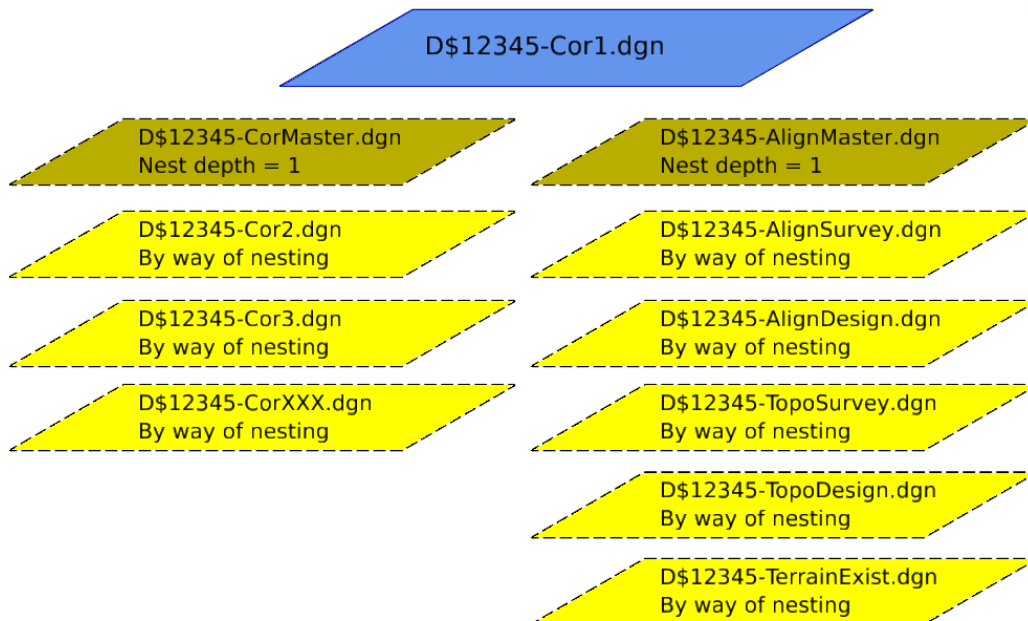 D$12345-Cor1.dgn
D$12345-CorMaster.dgn
Nest depth = 1
D$12345-Cor2.dgn
By way of nesting
D$12345-Cor3.dgn
By way of nesting
D$12345-CorXXX.dgn
By way of nesting
D$12345-AlignMaster.dgn
Nest depth = 1
D$12345-AlignSurvey.dgn
By way of nesting
D$12345-AlignDesign.dgn
By way of nesting
D$12345-TopoSurvey.dgn
By way of nesting
D$12345-TopoDesign.dgn
By way of nesting
D$12345-TerrainExist.dgn
By way of nesting